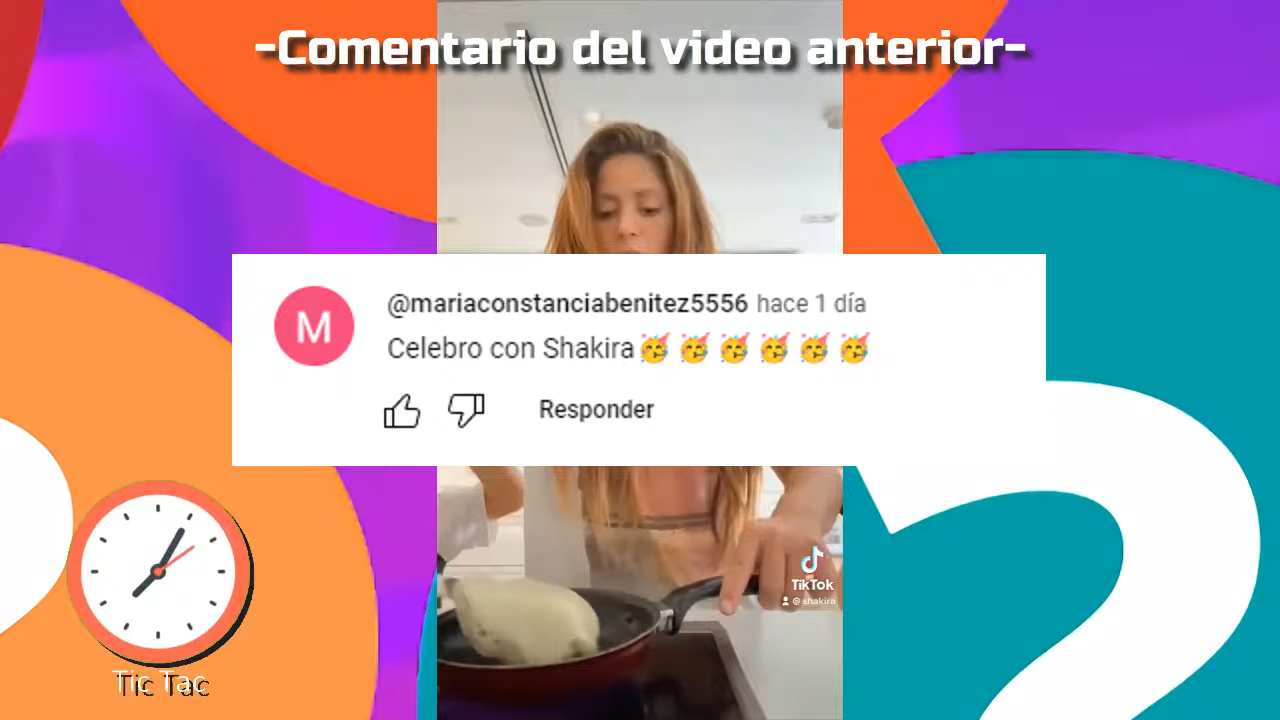 -Comentario del video anterior-
M
@mariaconstanciabenitez5556 hace 1 día
Celebro con Shakira🥳🥳🥳🥳🥳🥳
Responder
TikTok
@shakira
Tic Tac